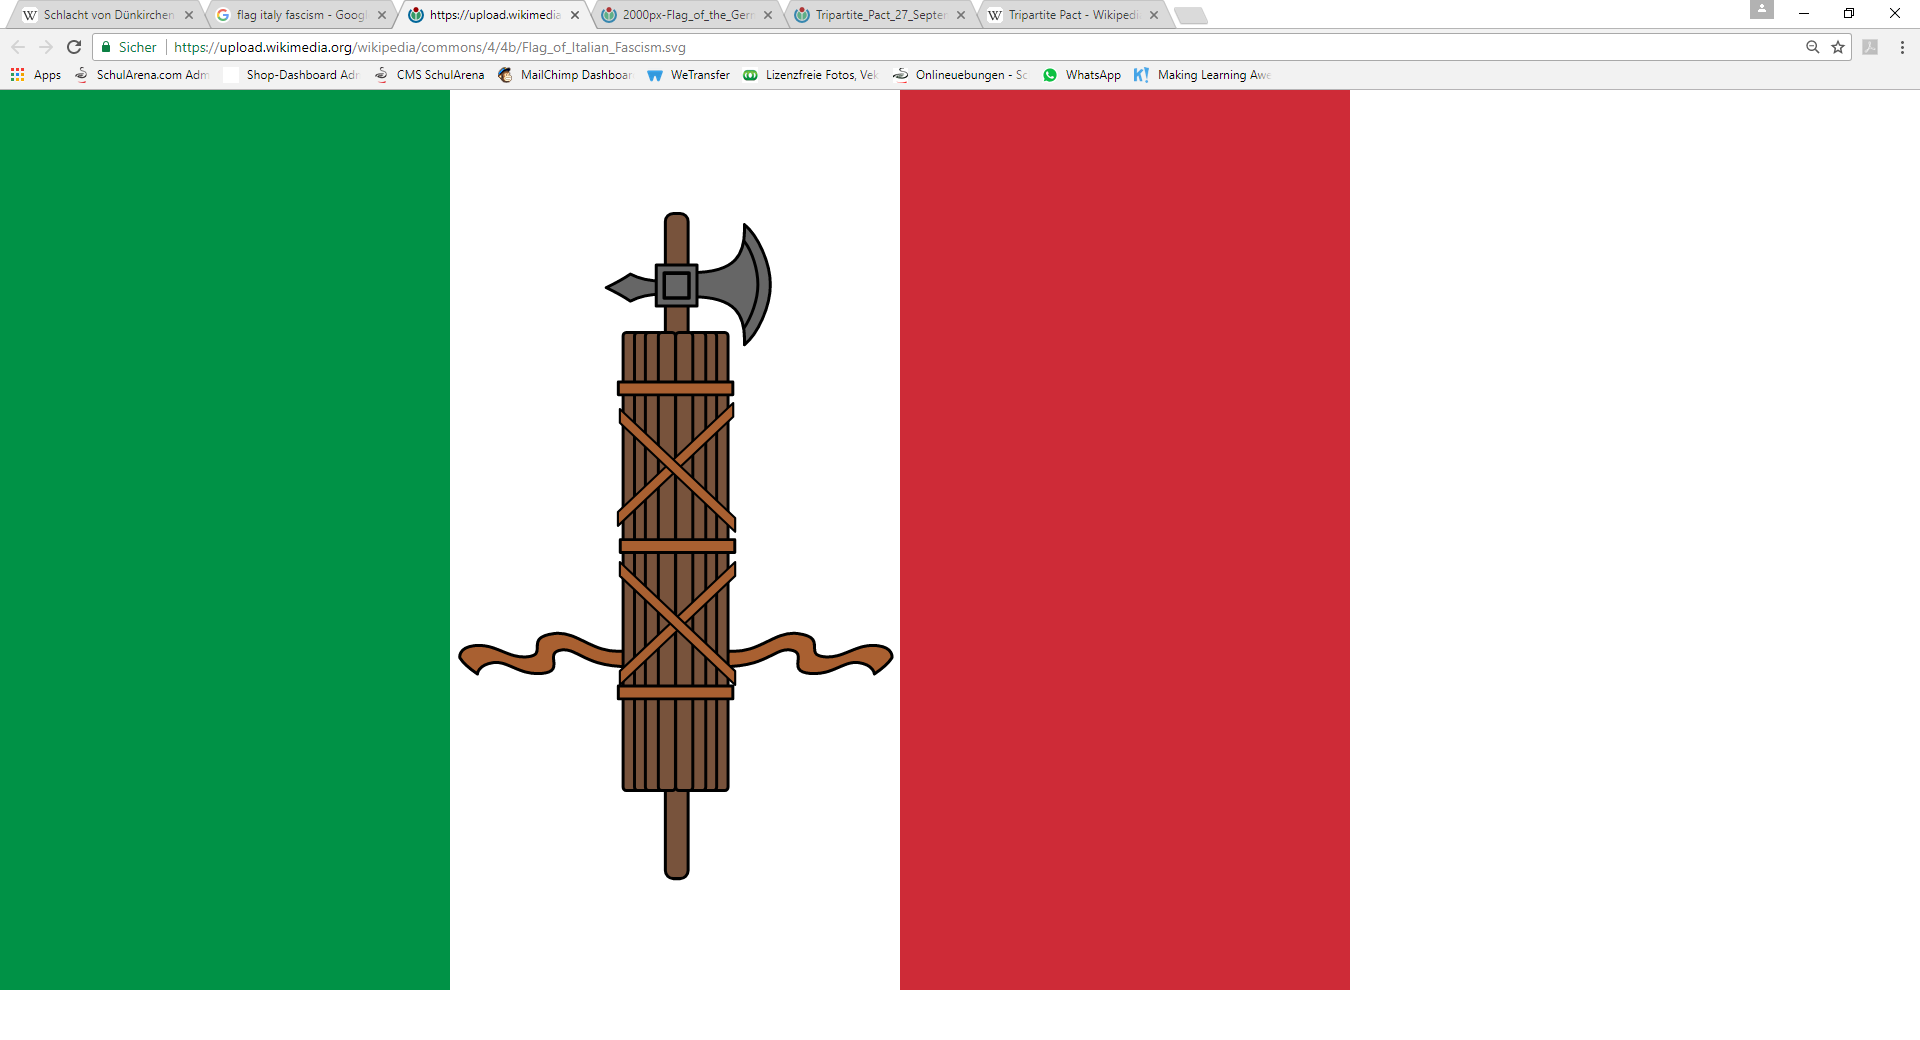 Schlacht von Dünkirchen
flag italy fascism - Googl
https://upload.wikimedia
2000px-Flag_of_the_Ger
Tripartite_Pact_27_Septe
Tripartite Pact - Wikipedi
Sicher https://upload.wikimedia.org/wikipedia/commons/4/4b/Flag_of_Italian_Fascism.svg
Apps SchulArena.com Adm Shop-Dashboard Adr CMS SchulArena MailChimp Dashboar WeTransfer Lizenzfreie Fotos, Vek Onlineuebungen - Sc WhatsApp Making Learning Awe